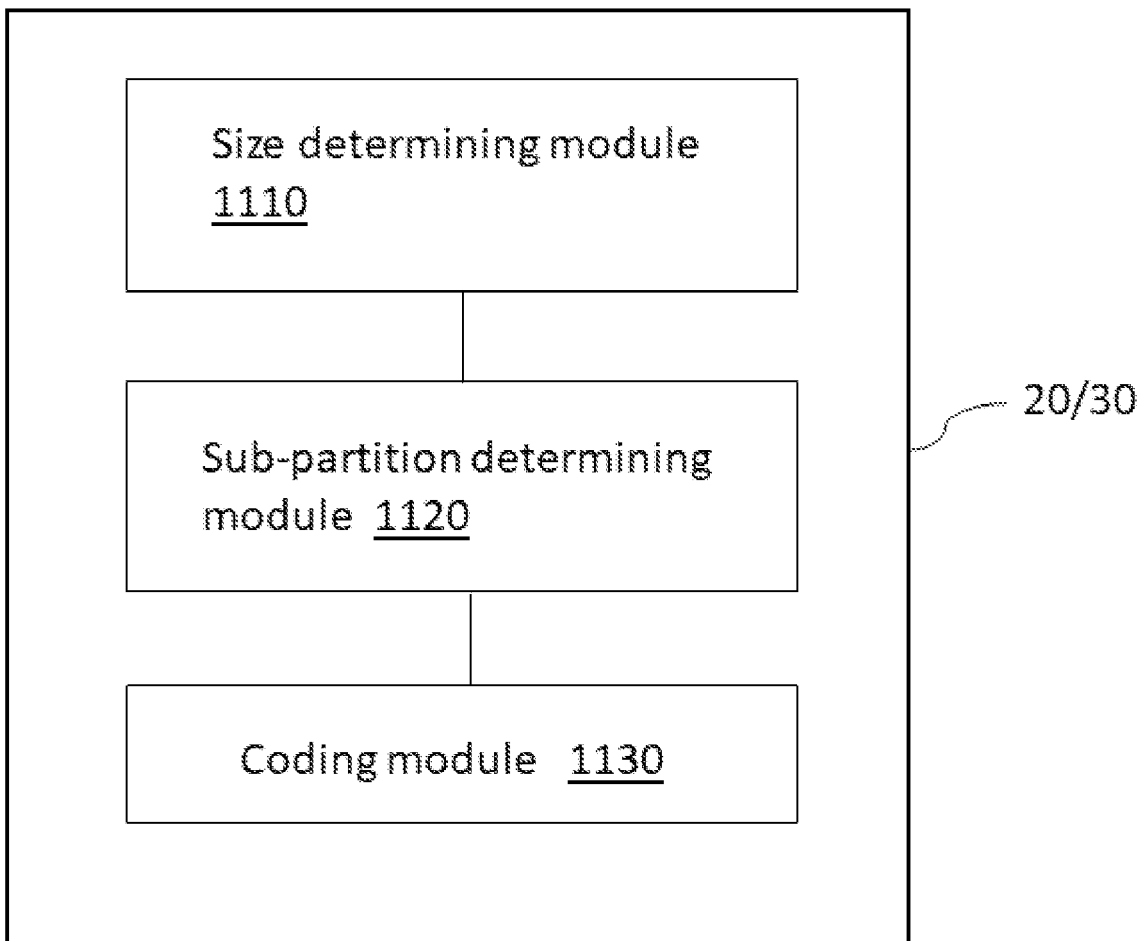 Size determining module
1110
Sub-partition determining
module 1120
20/30
Coding module 1130